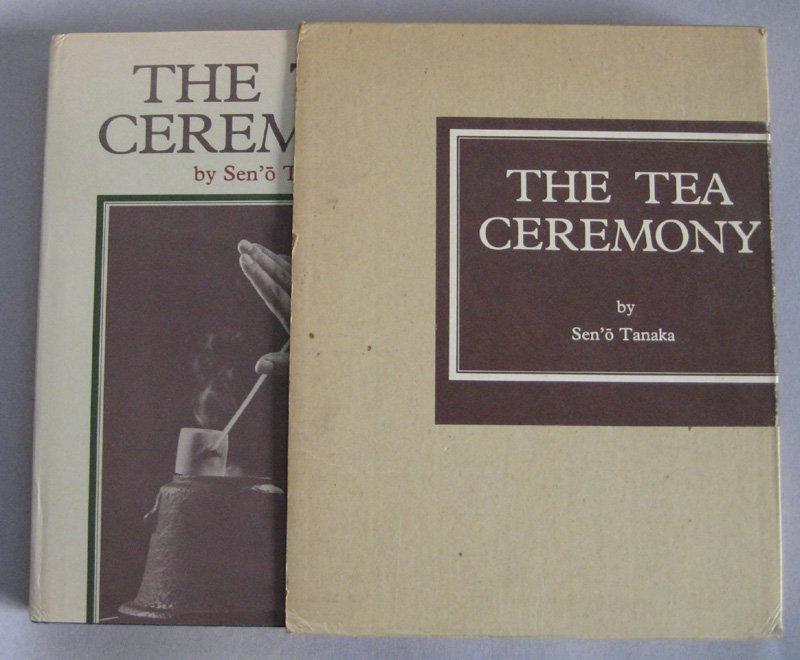 THE
CEREM
by Sen'ō T
THE TEA
CEREMONY
by
Sen'ō Tanaka